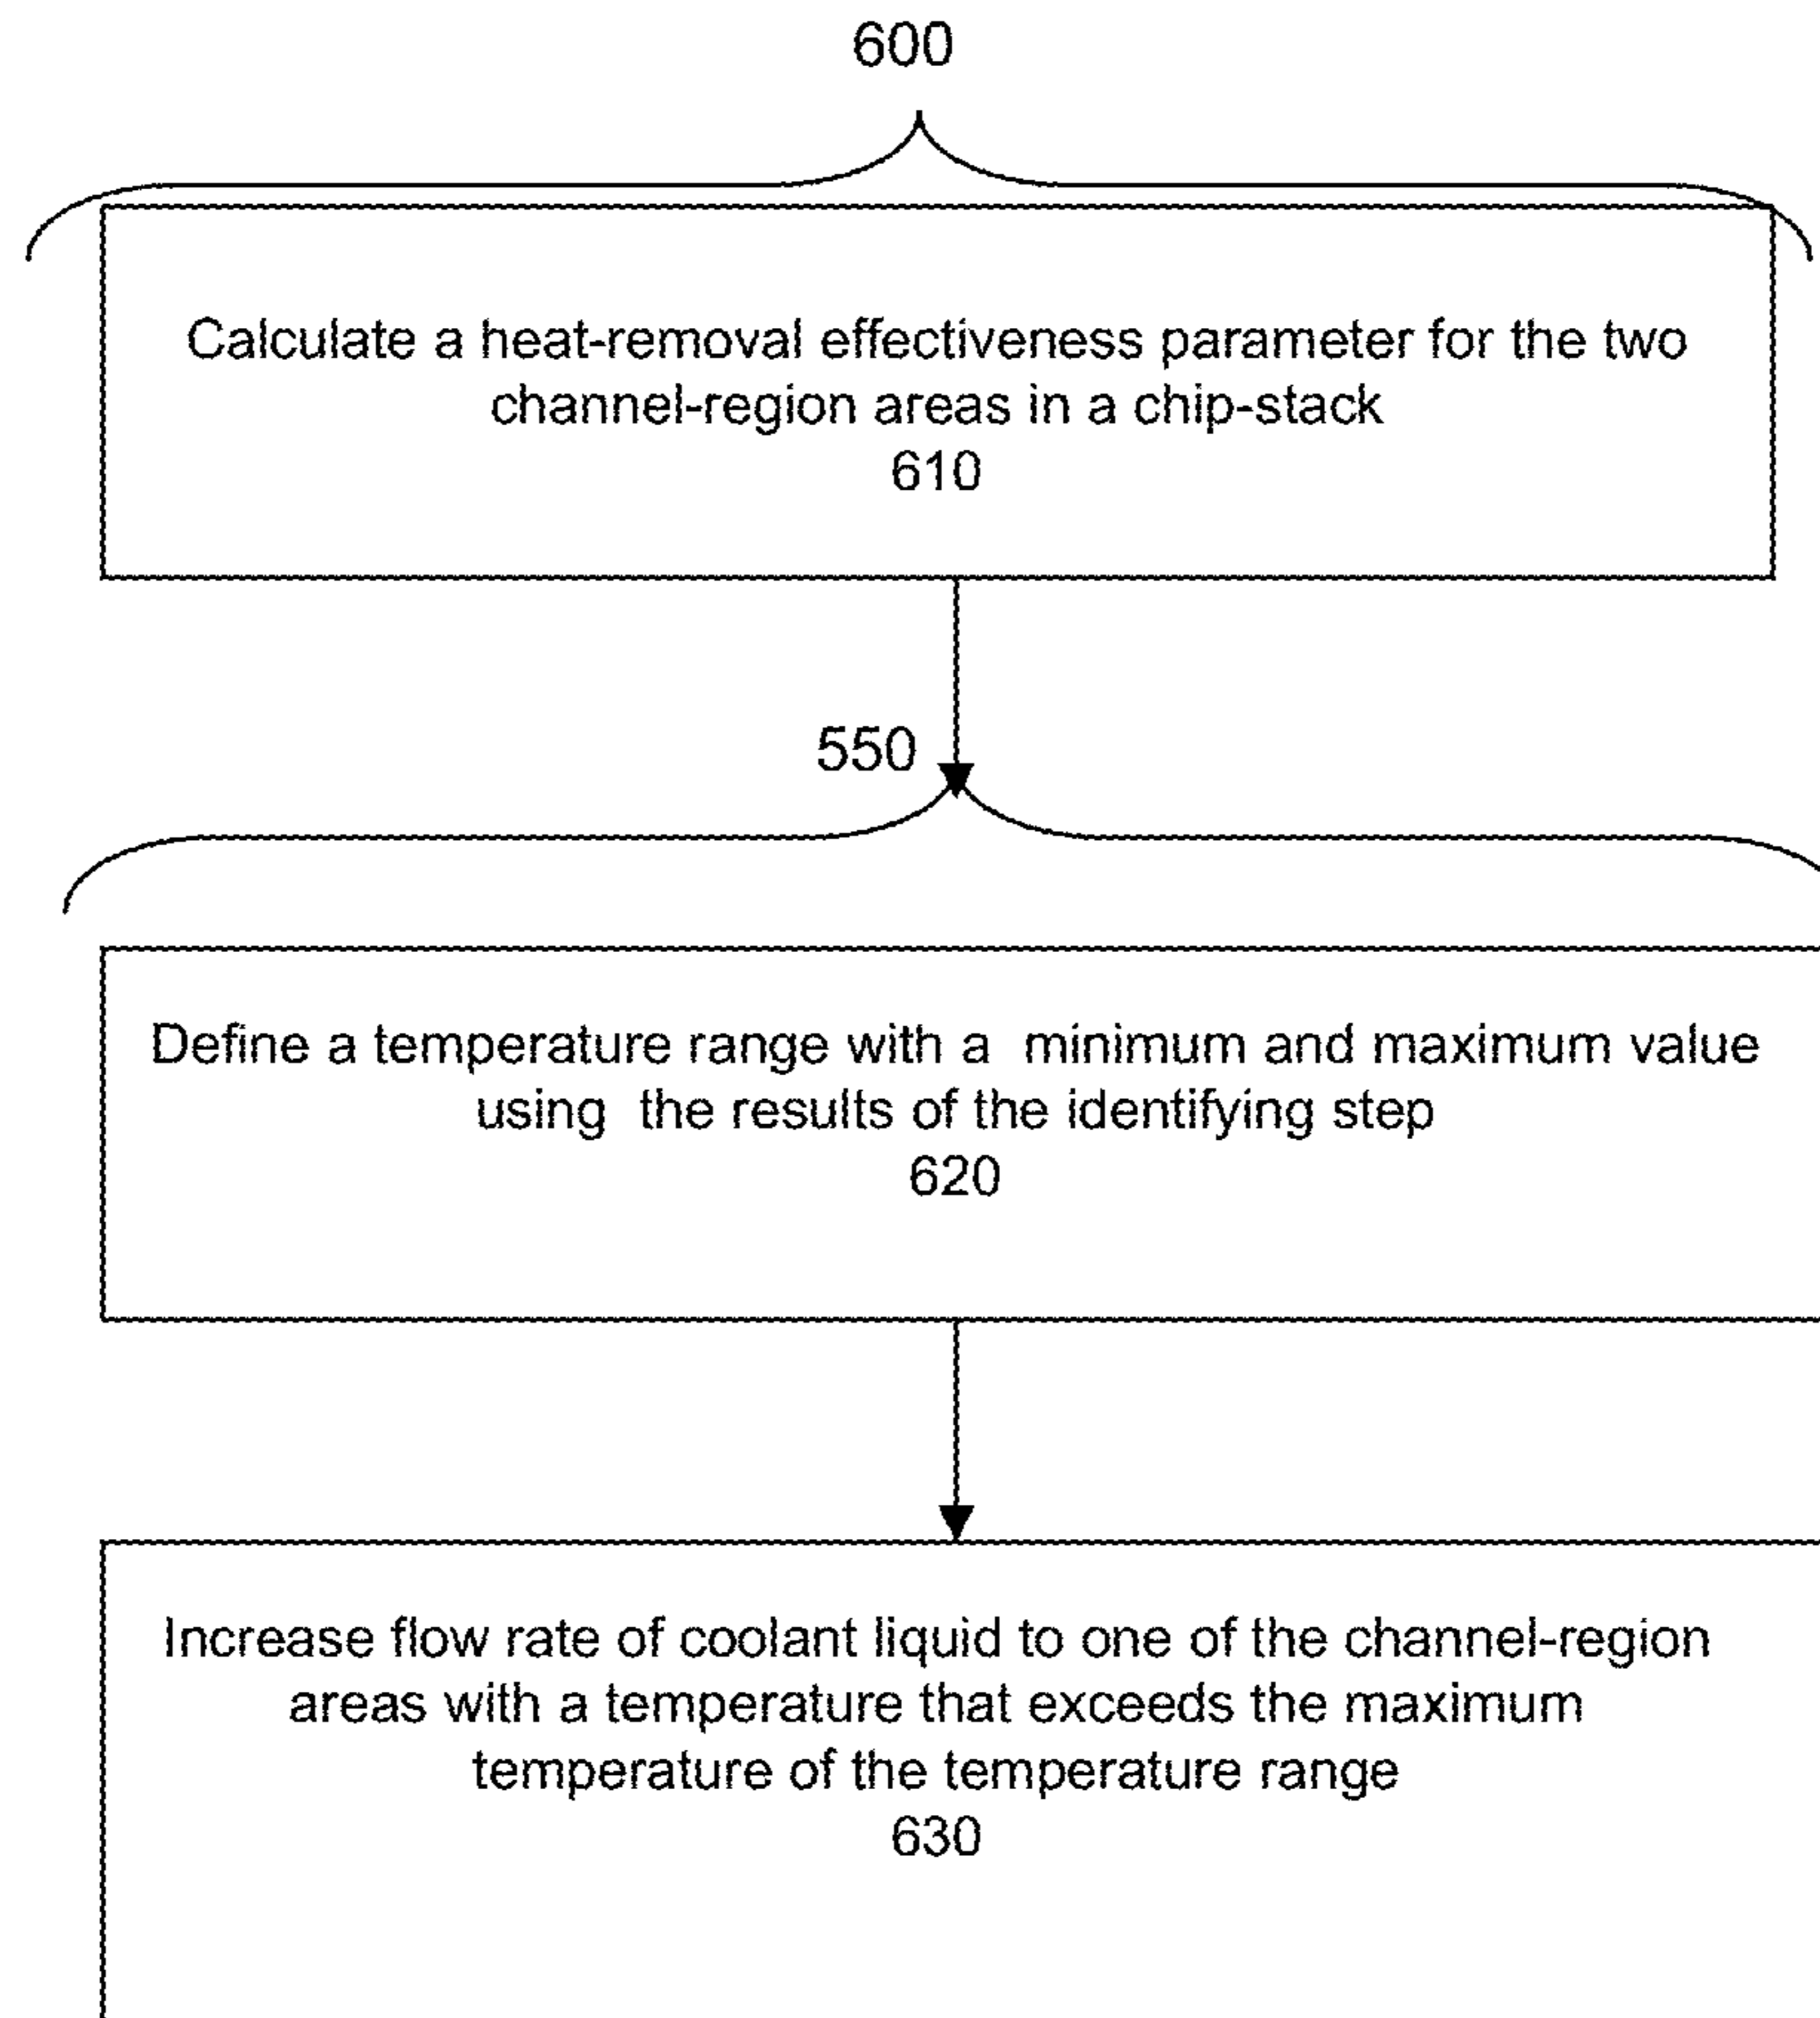 600
Calculate a heat-removal effectiveness parameter for the two
channel-region areas in a chip-stack
610
550
Define a temperature range with a minimum and maximum value
using the results of the identifying step
620
Increase flow rate of coolant liquid to one of the channel-region
areas with a temperature that exceeds the maximum
temperature of the temperature range
630